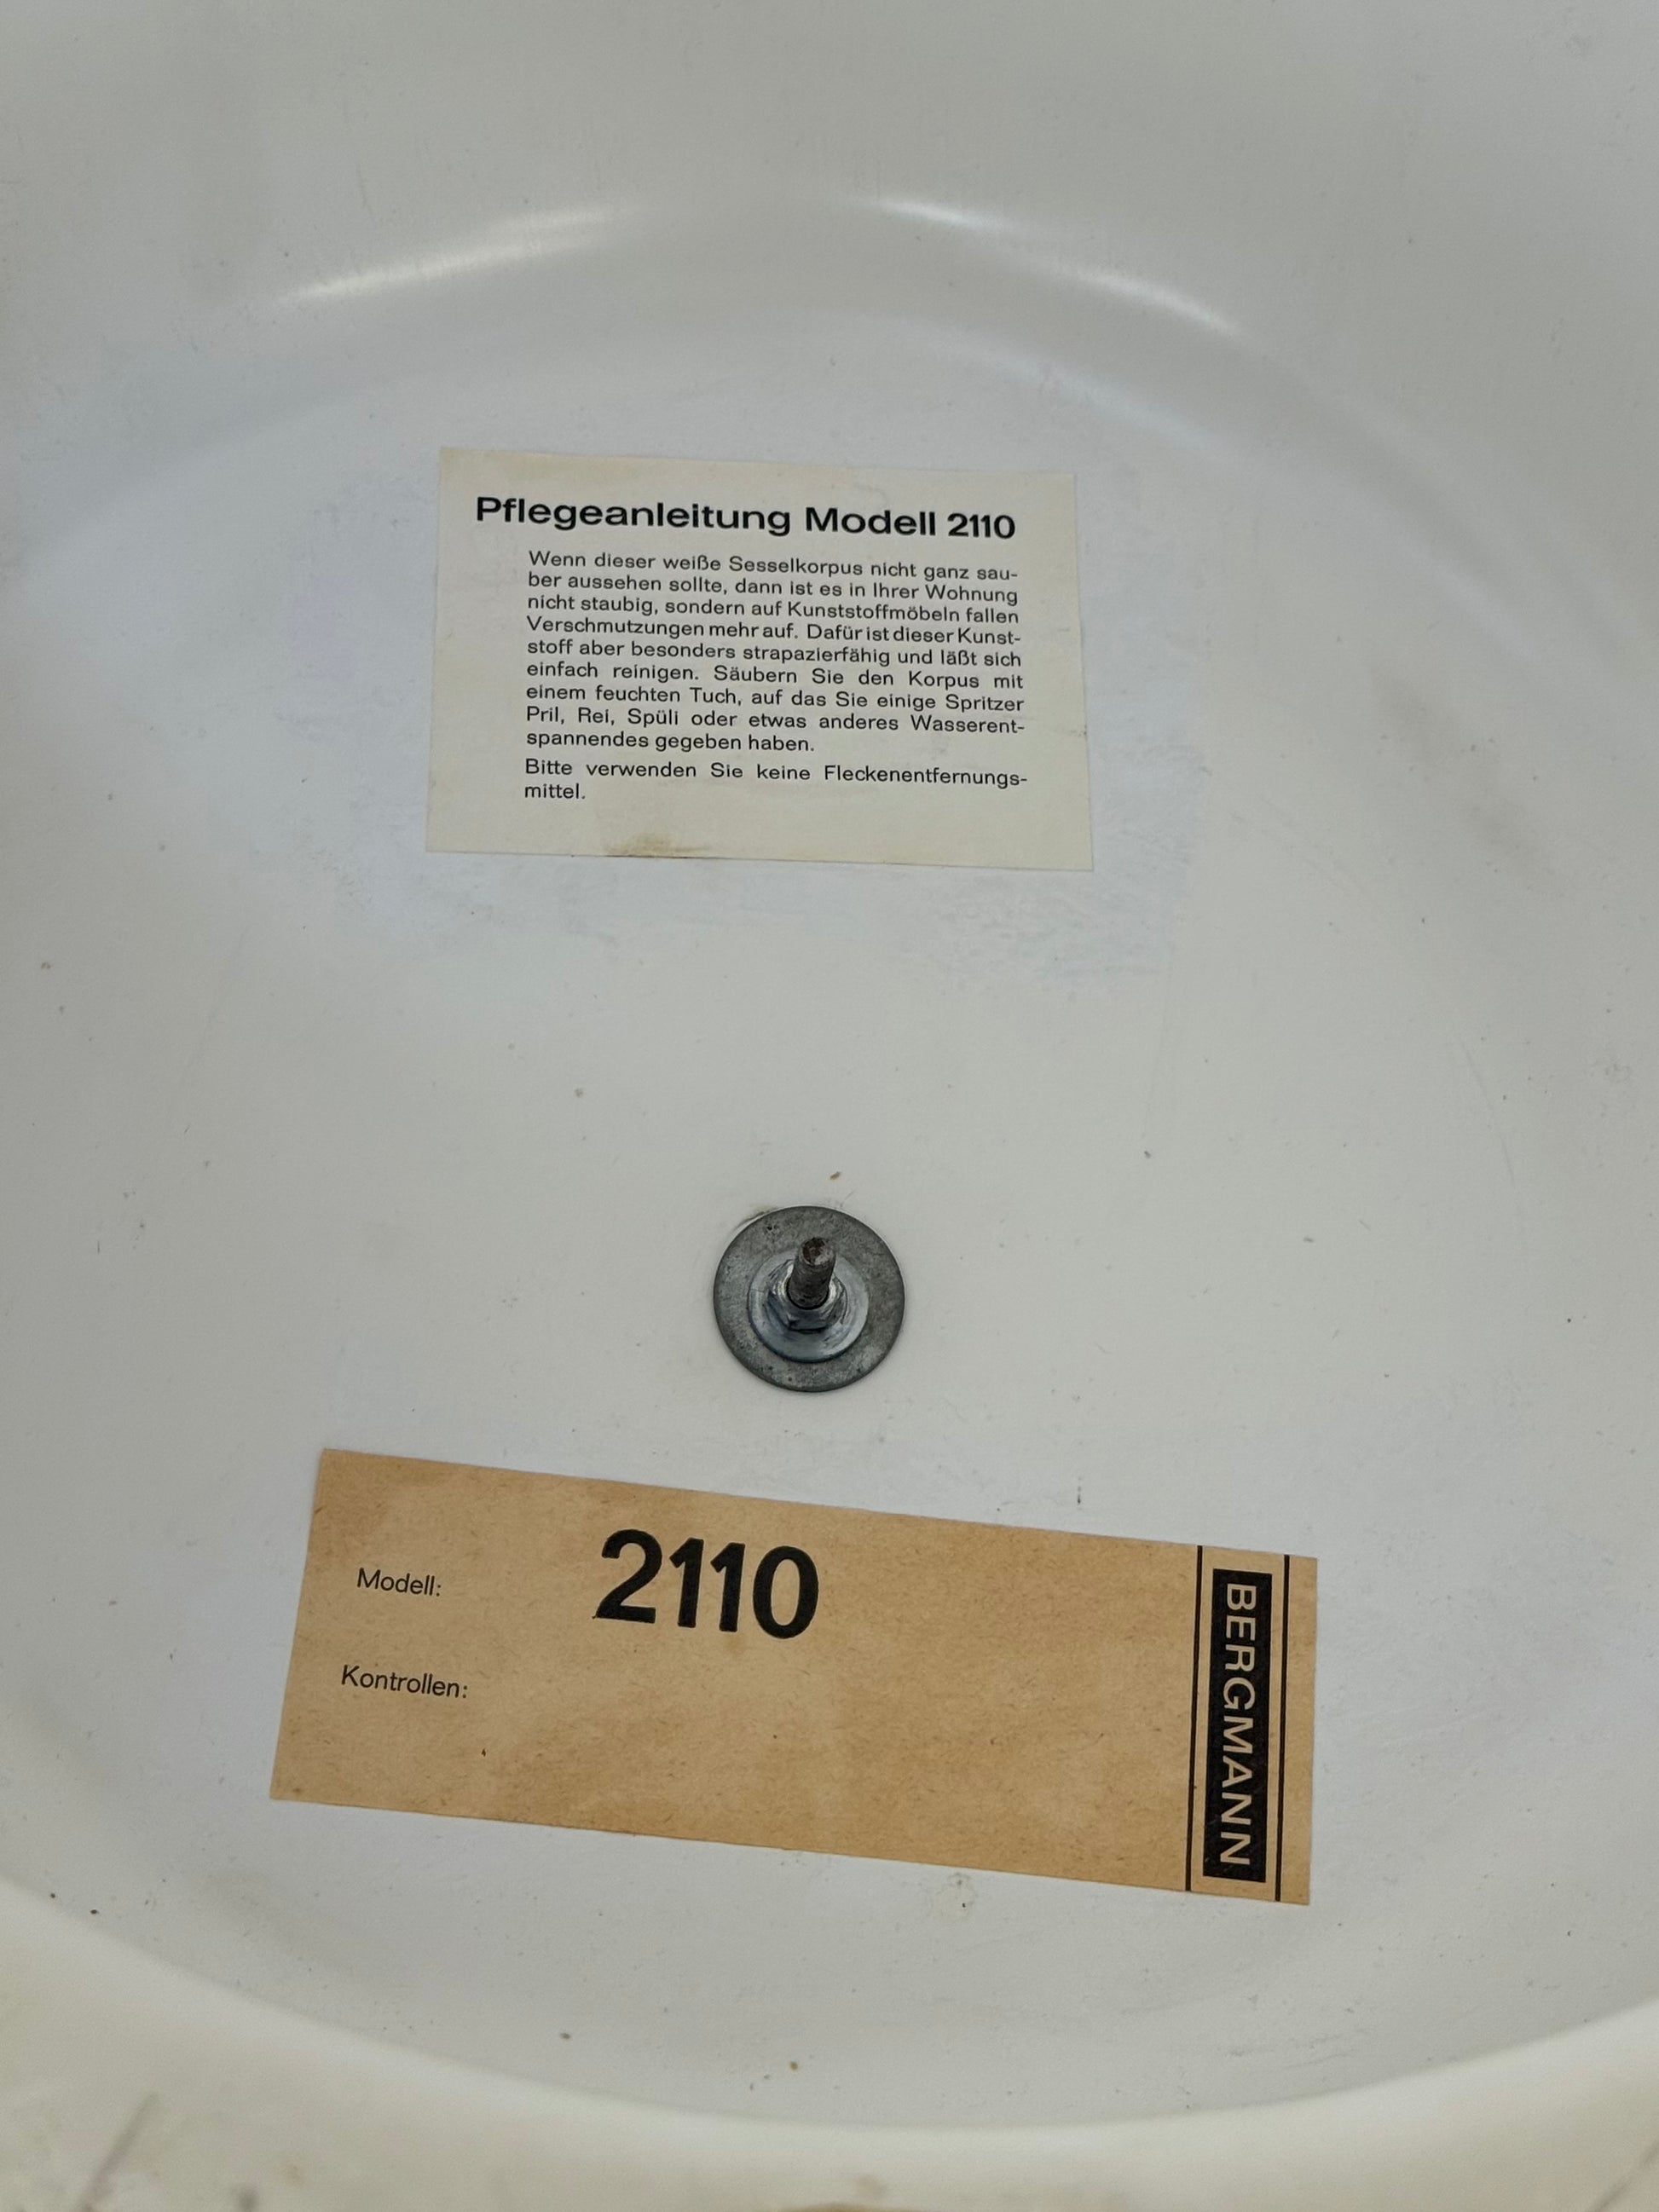 Pflegeanleitung Modell 2110
Wenn dieser weiße Sesselkorpus nicht ganz sau-
ber aussehen sollte, dann ist es in Ihrer Wohnung
nicht staubig, sondern auf Kunststoffmöbeln fallen
Verschmutzungen mehr auf. Dafür ist dieser Kunst-
stoff aber besonders strapazierfähig und läßt sich
einfach reinigen. Säubern Sie den Korpus mit
einem feuchten Tuch, auf das Sie einige Spritzer
Pril, Rei, Spüli oder etwas anderes Wasserent-
spannendes gegeben haben.
Bitte verwenden Sie keine Fleckenentfernungs-
mittel.
Modell: 2110
Kontrollen:
BERGMANN